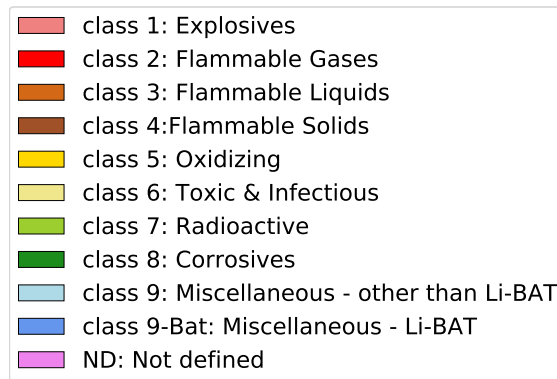 class 1: Explosives
class 2: Flammable Gases
class 3: Flammable Liquids
class 4:Flammable Solids
class 5: Oxidizing
class 6: Toxic & Infectious
class 7: Radioactive
class 8: Corrosives
class 9: Miscellaneous - other than Li-BAT
class 9-Bat: Miscellaneous - Li-BAT
ND: Not defined